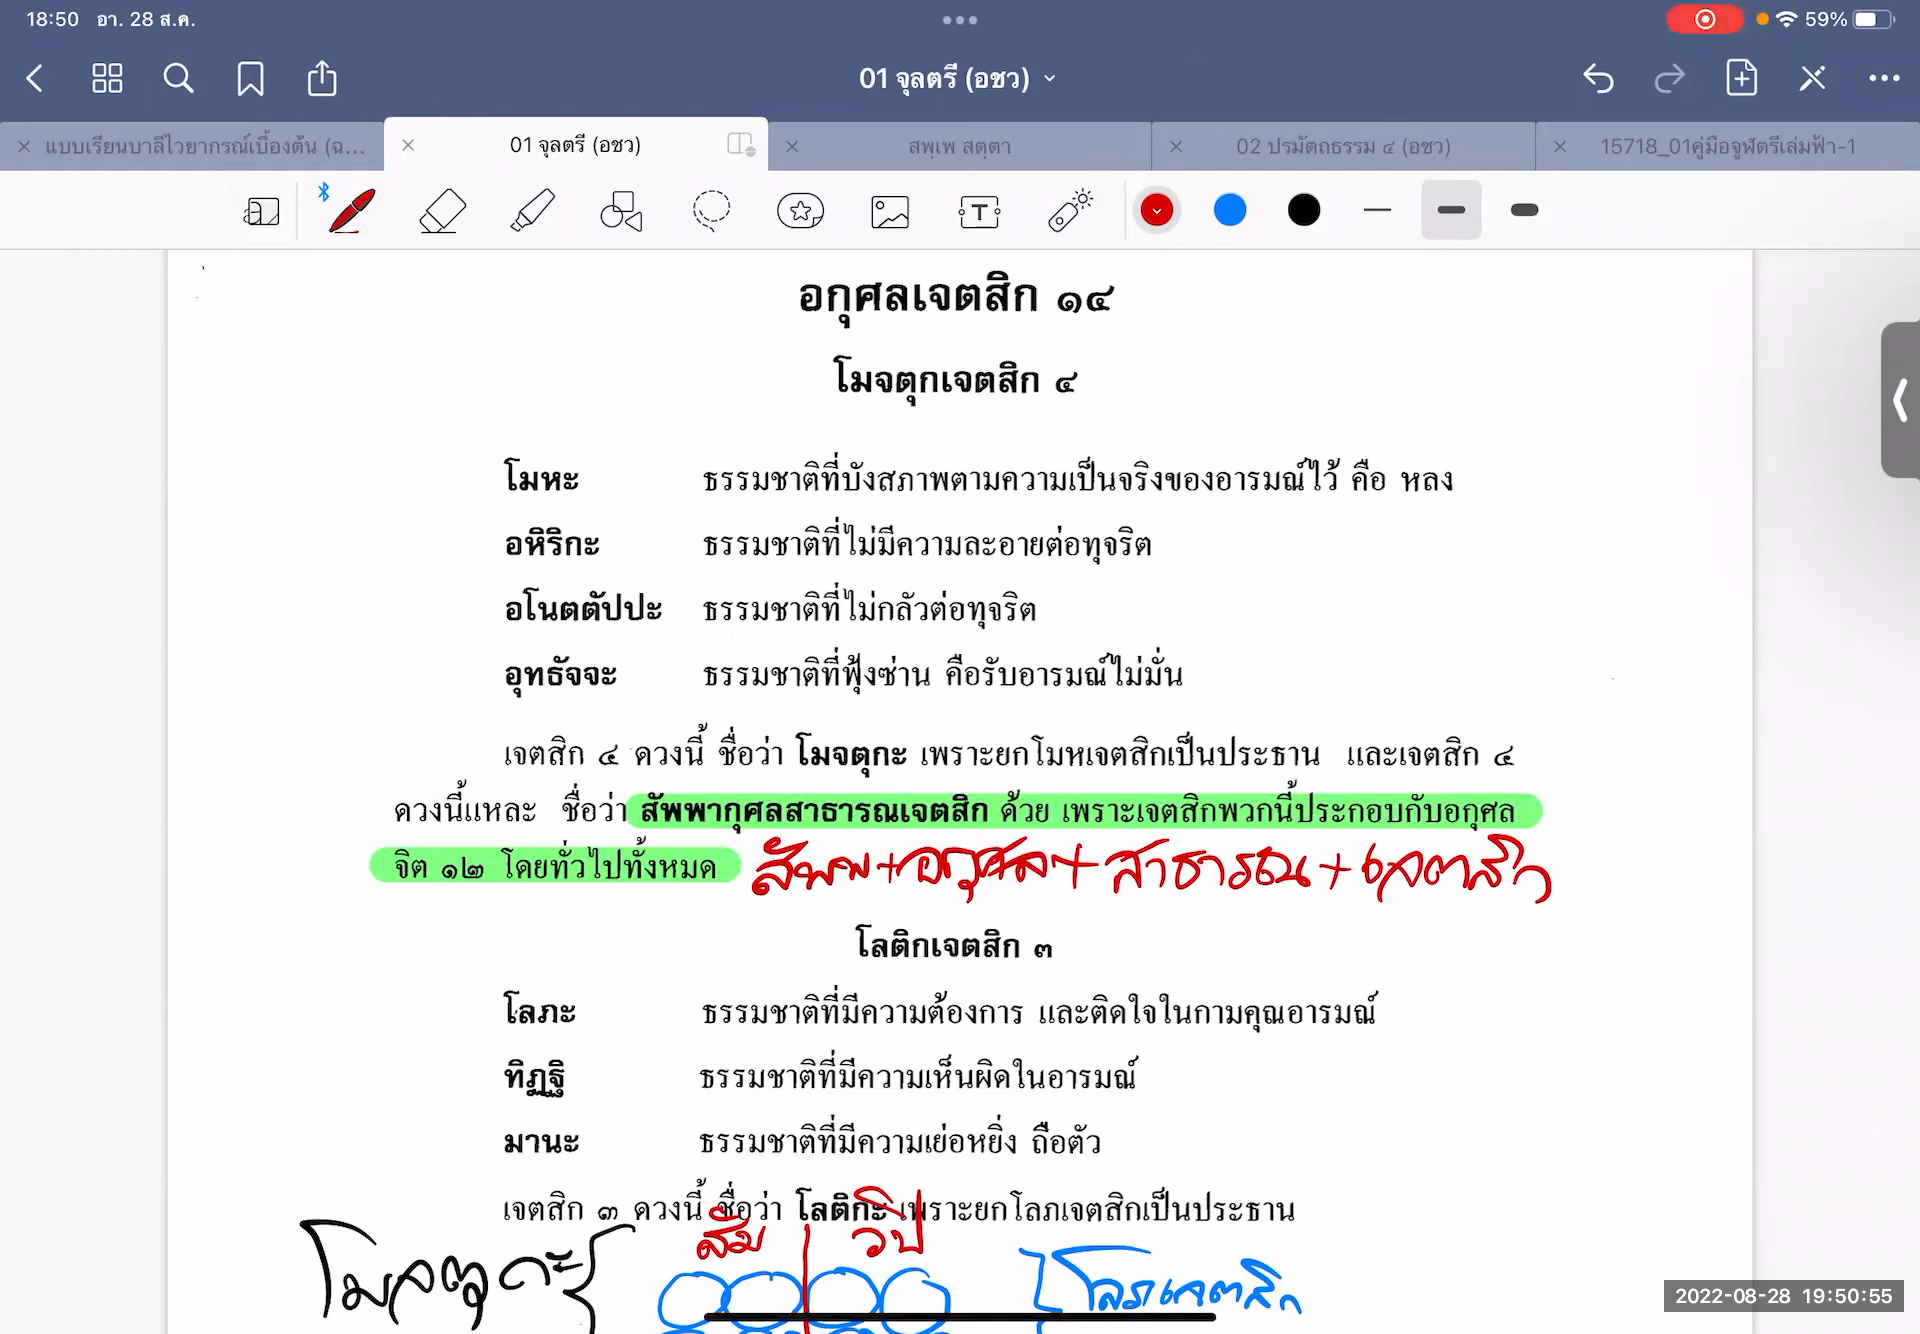 18:50 อา. 28 ส.ค.
59%
01 จุลตรี (อชว)
แบบเรียนบาลีไวยากรณ์เบื้องต้น (ฉ...
01 จุลตรี (อชว)
สพฺเพ สตฺตา
02 ปรมัตถธรรม ๔ (อชว)
15718_01คู่มือจูฬตรีเล่มฟ้า-1
อกุศลเจตสิก ๑๔
โมจตุกเจตสิก ๔
โมหะ ธรรมชาติที่บังสภาพตามความเป็นจริงของอารมณ์ไว้ คือ หลง
อหิริกะ ธรรมชาติที่ไม่มีความละอายต่อทุจริต
อโนตตัปปะ ธรรมชาติที่ไม่กลัวต่อทุจริต
อุทธัจจะ ธรรมชาติที่ฟุ้งซ่าน คือรับอารมณ์ไม่มั่น
เจตสิก ๔ ดวงนี้ ชื่อว่า โมจตุกะ เพราะยกโมหเจตสิกเป็นประธาน และเจตสิก ๔
ดวงนี้แหละ ชื่อว่า สัพพากุศลสาธารณเจตสิก ด้วย เพราะเจตสิกพวกนี้ประกอบกับอกุศล
จิต ๑๒ โดยทั่วไปทั้งหมด สัพพ+อกุศล+สาธารณ+เจตสิก
โลติกเจตสิก ๓
โลภะ ธรรมชาติที่มีความต้องการ และติดใจในกามคุณอารมณ์
ทิฏฐิ ธรรมชาติที่มีความเห็นผิดในอารมณ์
มานะ ธรรมชาติที่มีความเย่อหยิ่ง ถือตัว
เจตสิก ๓ ดวงนี้ ชื่อว่า โลติกะ เพราะยกโลภเจตสิกเป็นประธาน
สัม วิป
โมจตุกะ โลภเจตสิก
2022-08-28 19:50:55